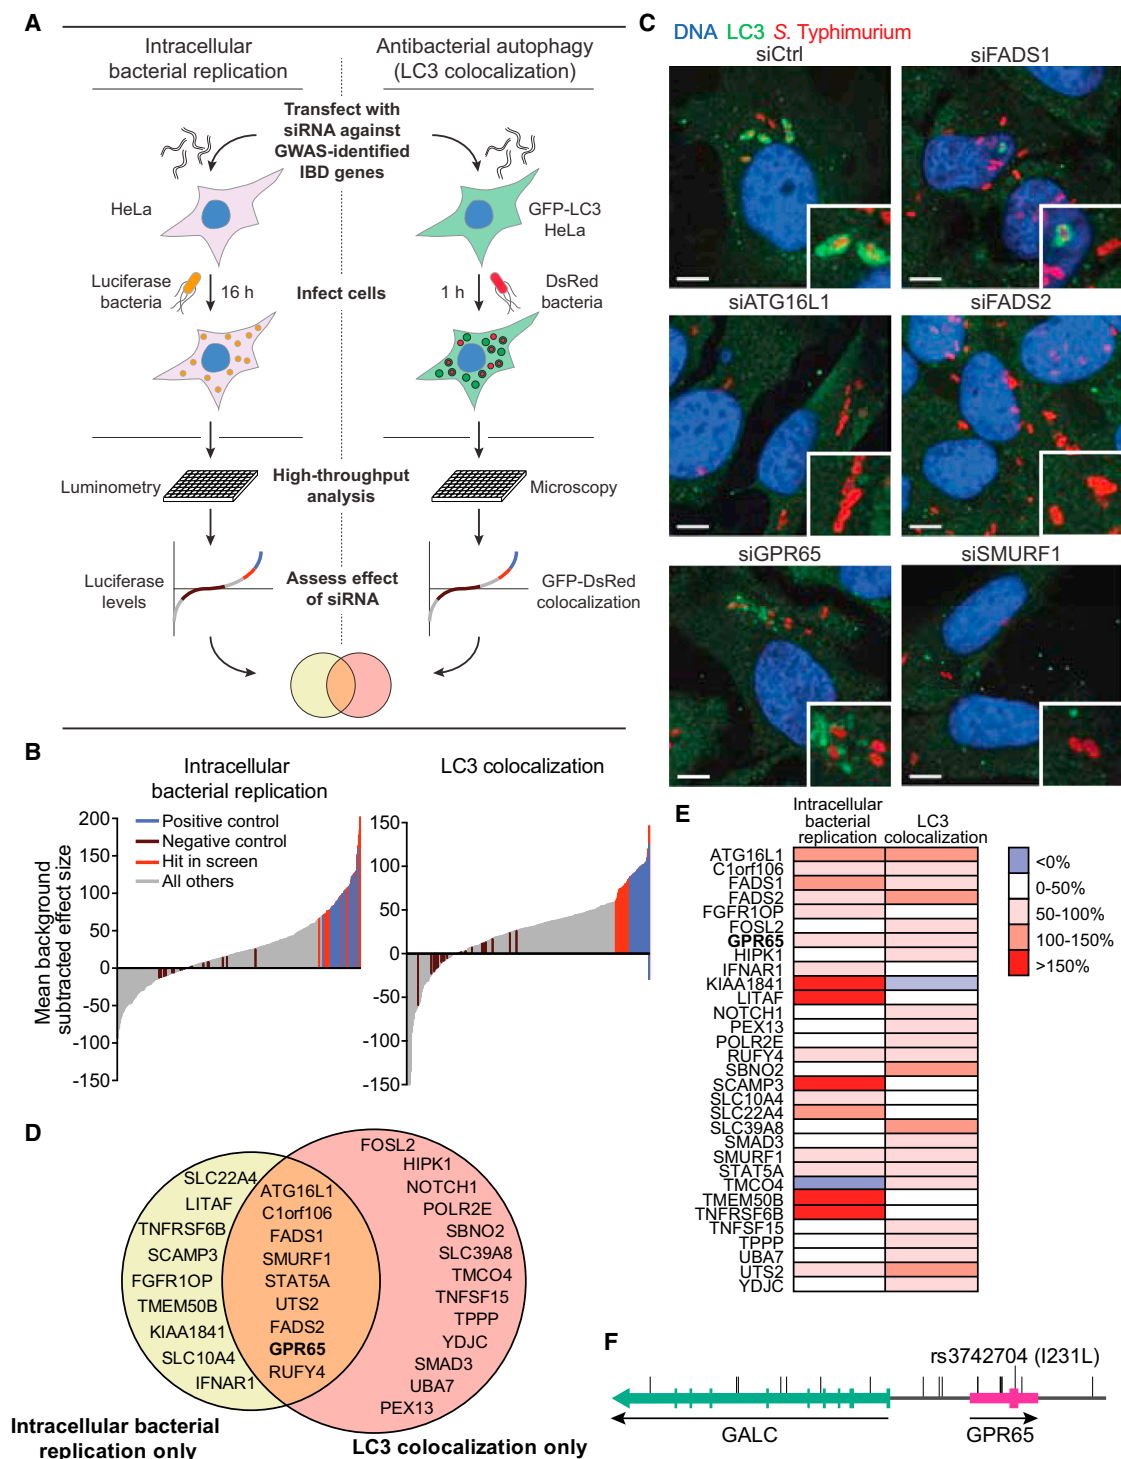 A
Intracellular
bacterial replication
Antibacterial autophagy
(LC3 colocalization)
Transfect with
siRNA against
GWAS-identified
IBD genes
HeLa
GFP-LC3
HeLa
Luciferase
bacteria
16 h
Infect cells
1 h
DsRed
bacteria
Luminometry
High-throughput
analysis
Microscopy
Luciferase
levels
Assess effect
of siRNA
GFP-DsRed
colocalization
B
Intracellular
bacterial replication
LC3 colocalization
Mean background
subtracted effect size
200
150
100
50
0
-50
-100
-150
Positive control
Negative control
Hit in screen
All others
150
100
50
0
-50
-100
-150
C
DNA LC3 S. Typhimurium
siCtrl
siFADS1
siATG16L1
siFADS2
siGPR65
siSMURF1
D
SLC22A4
LITAF
TNFRSF6B
SCAMP3
FGFR1OP
TMEM50B
KIAA1841
SLC10A4
IFNAR1
ATG16L1
C1orf106
FADS1
SMURF1
STAT5A
UTS2
FADS2
GPR65
RUFY4
FOSL2
HIPK1
NOTCH1
POLR2E
SBNO2
SLC39A8
TMCO4
TNFSF15
TPPP
YDJC
SMAD3
UBA7
PEX13
Intracellular bacterial
replication only
LC3 colocalization only
E
Intracellular
bacterial
replication
LC3
colocalization
ATG16L1
C1orf106
FADS1
FADS2
FGFR1OP
FOSL2
GPR65
HIPK1
IFNAR1
KIAA1841
LITAF
NOTCH1
PEX13
POLR2E
RUFY4
SBNO2
SCAMP3
SLC10A4
SLC22A4
SLC39A8
SMAD3
SMURF1
STAT5A
TMCO4
TMEM50B
TNFRSF6B
TNFSF15
TPPP
UBA7
UTS2
YDJC
<0%
0-50%
50-100%
100-150%
>150%
F
rs3742704 (I231L)
GALC
GPR65